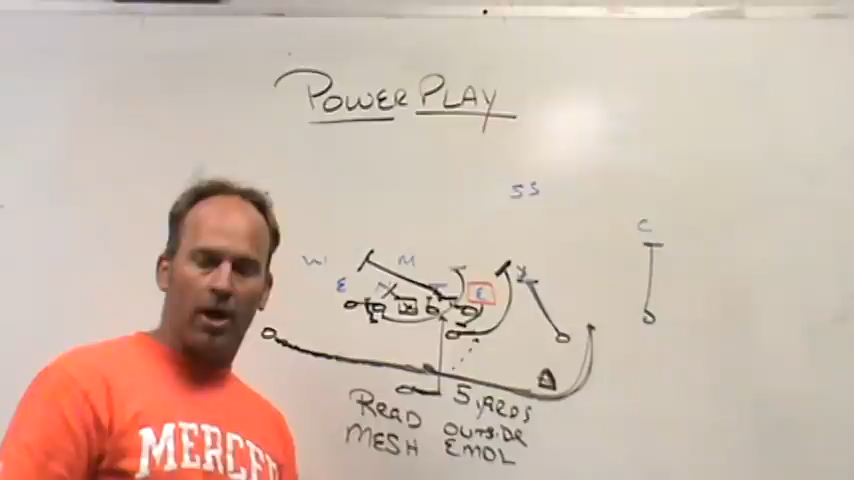 POWER PLAY
SS
C
W
M
E
E
5 YARDS
READ OUTSIDE
MESH EMOL
MERCE